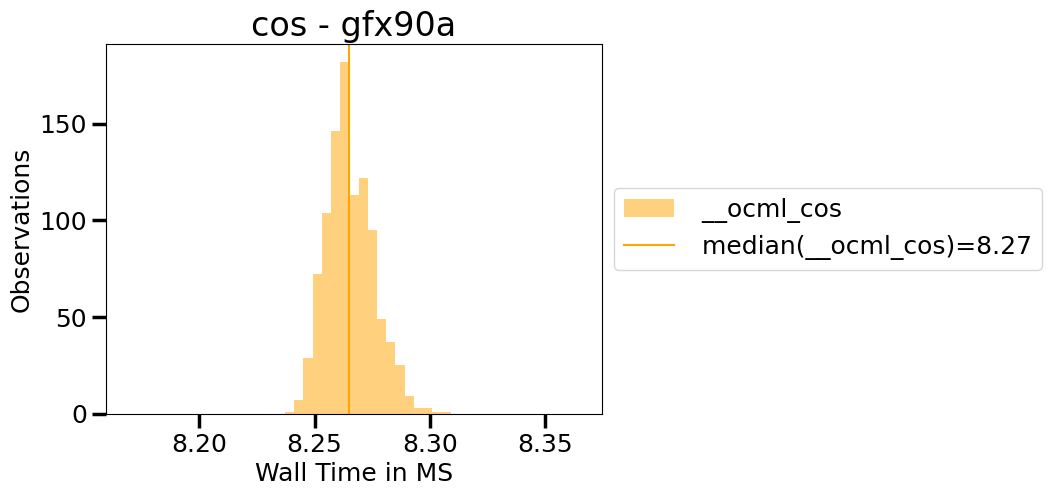 cos - gfx90a
Observations
150
100
50
0
8.20 8.25 8.30 8.35
Wall Time in MS
__ocml_cos
median(__ocml_cos)=8.27